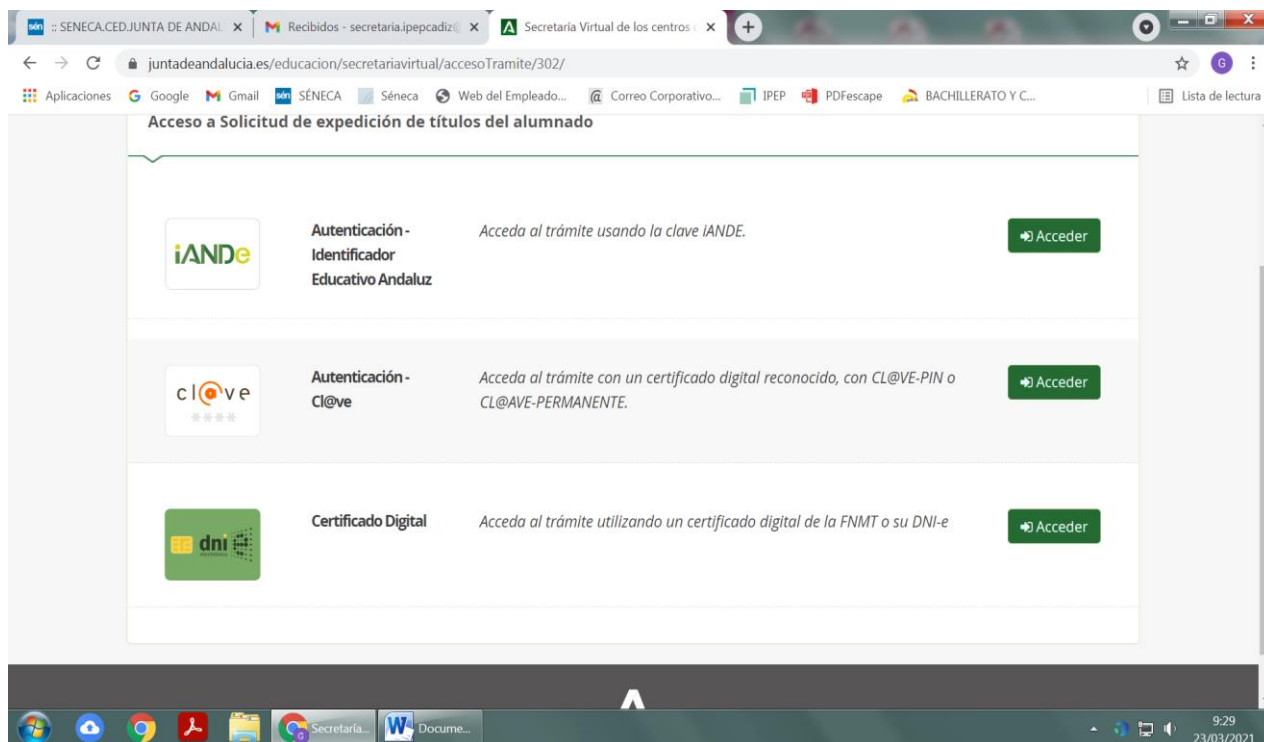 sén :: SENECA.CED.JUNTA DE ANDAL
Recibidos - secretaria.ipepcadiz@
Secretaría Virtual de los centros
juntadeandalucia.es/educacion/secretariavirtual/accesoTramite/302/
G
Aplicaciones
Google
Gmail
sén SÉNECA
Séneca
Web del Empleado...
Correo Corporativo...
IPEP
PDFescape
BACHILLERATO Y C...
Lista de lectura
Acceso a Solicitud de expedición de títulos del alumnado
iANDe
Autenticación -
Identificador
Educativo Andaluz
Acceda al trámite usando la clave iANDE.
Acceder
cl@ve
****
Autenticación -
Cl@ve
Acceda al trámite con un certificado digital reconocido, con CL@VE-PIN o
CL@AVE-PERMANENTE.
Acceder
dni
Certificado Digital
Acceda al trámite utilizando un certificado digital de la FNMT o su DNI-e
Acceder
Secretaría...
Docume...
9:29
23/03/2021